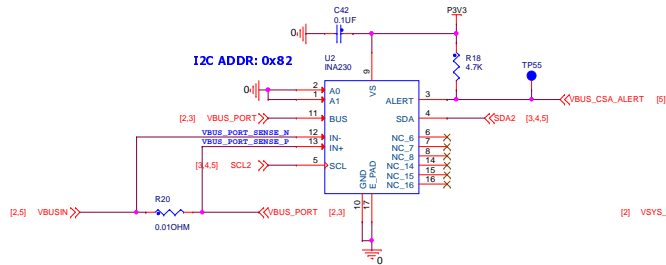 C42
0.1UF
P3V3
0
I2C ADDR: 0x82
U2
INA230
R18
4.7K
TP55
9
VS
0
2
A0
1
A1
ALERT
3
VBUS_CSA_ALERT
[5]
[2,3]
VBUS_PORT
11
BUS
SDA
4
SDA2
[3,4,5]
VBUS_PORT_SENSE_N
12
IN-
NC_6
6
VBUS_PORT_SENSE_P
13
IN+
NC_7
7
NC_8
8
[3,4,5]
SCL2
5
SCL
NC_14
14
NC_15
15
NC_16
16
GND
E_PAD
10
17
R20
[2,5]
VBUSIN
VBUS_PORT
[2,3]
[2]
VSYS_
0.01OHM
0